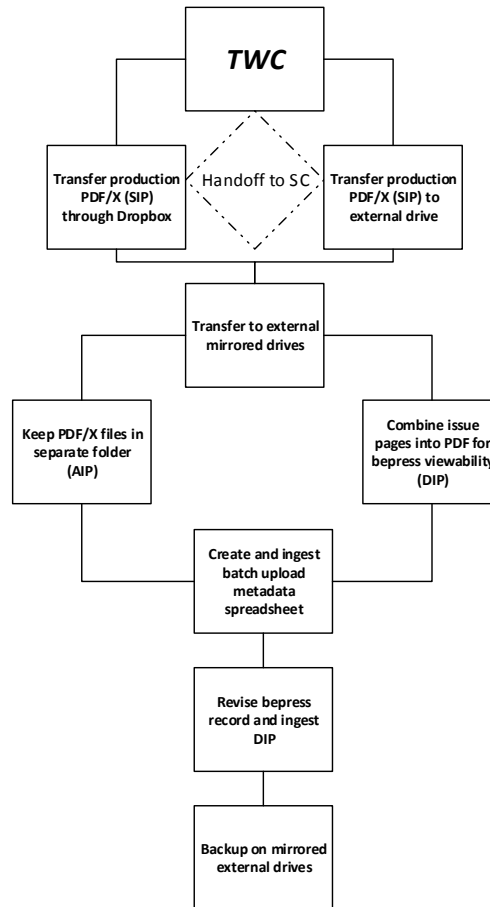 TWC
Handoff to SC
Transfer production
PDF/X (SIP)
through Dropbox
Transfer production
PDF/X (SIP) to
external drive
Transfer to external
mirrored drives
Keep PDF/X files in
separate folder
(AIP)
Combine issue
pages into PDF for
bepress viewability
(DIP)
Create and ingest
batch upload
metadata
spreadsheet
Revise bepress
record and ingest
DIP
Backup on mirrored
external drives